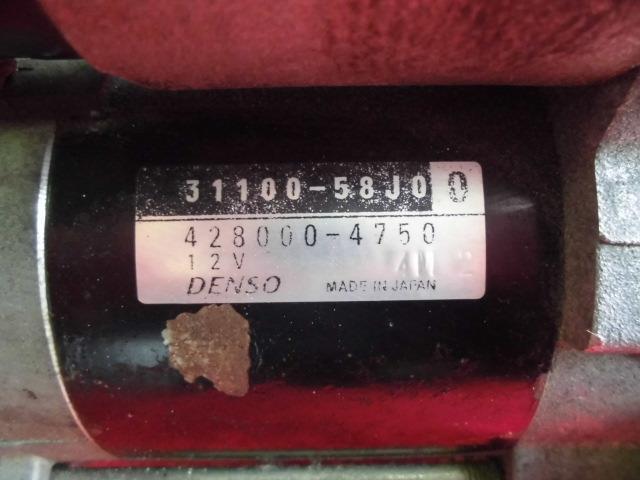 31100-58J00
428000-4750
12V
DENSO MADE IN JAPAN